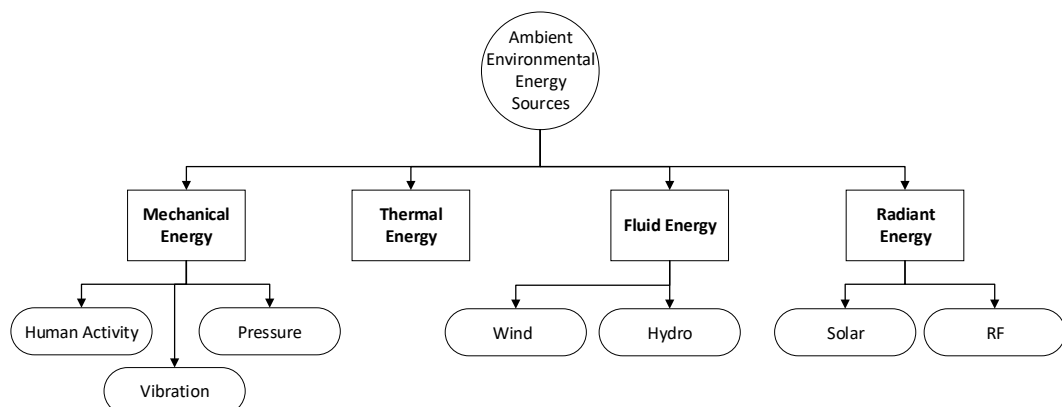 Ambient
Environmental
Energy
Sources
Mechanical
Energy
Thermal
Energy
Fluid Energy
Radiant
Energy
Human Activity
Pressure
Vibration
Wind
Hydro
Solar
RF